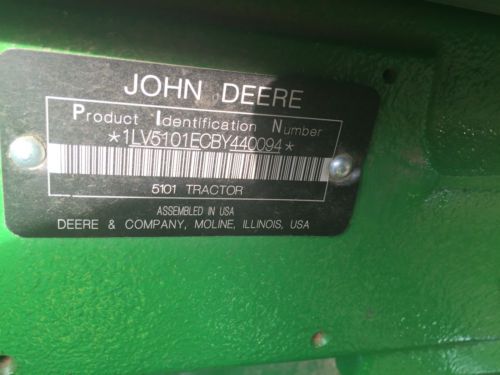 JOHN DEERE
Product Identification Number
*1LV5101ECBY440094*
5101 TRACTOR
ASSEMBLED IN USA
DEERE & COMPANY, MOLINE, ILLINOIS, USA